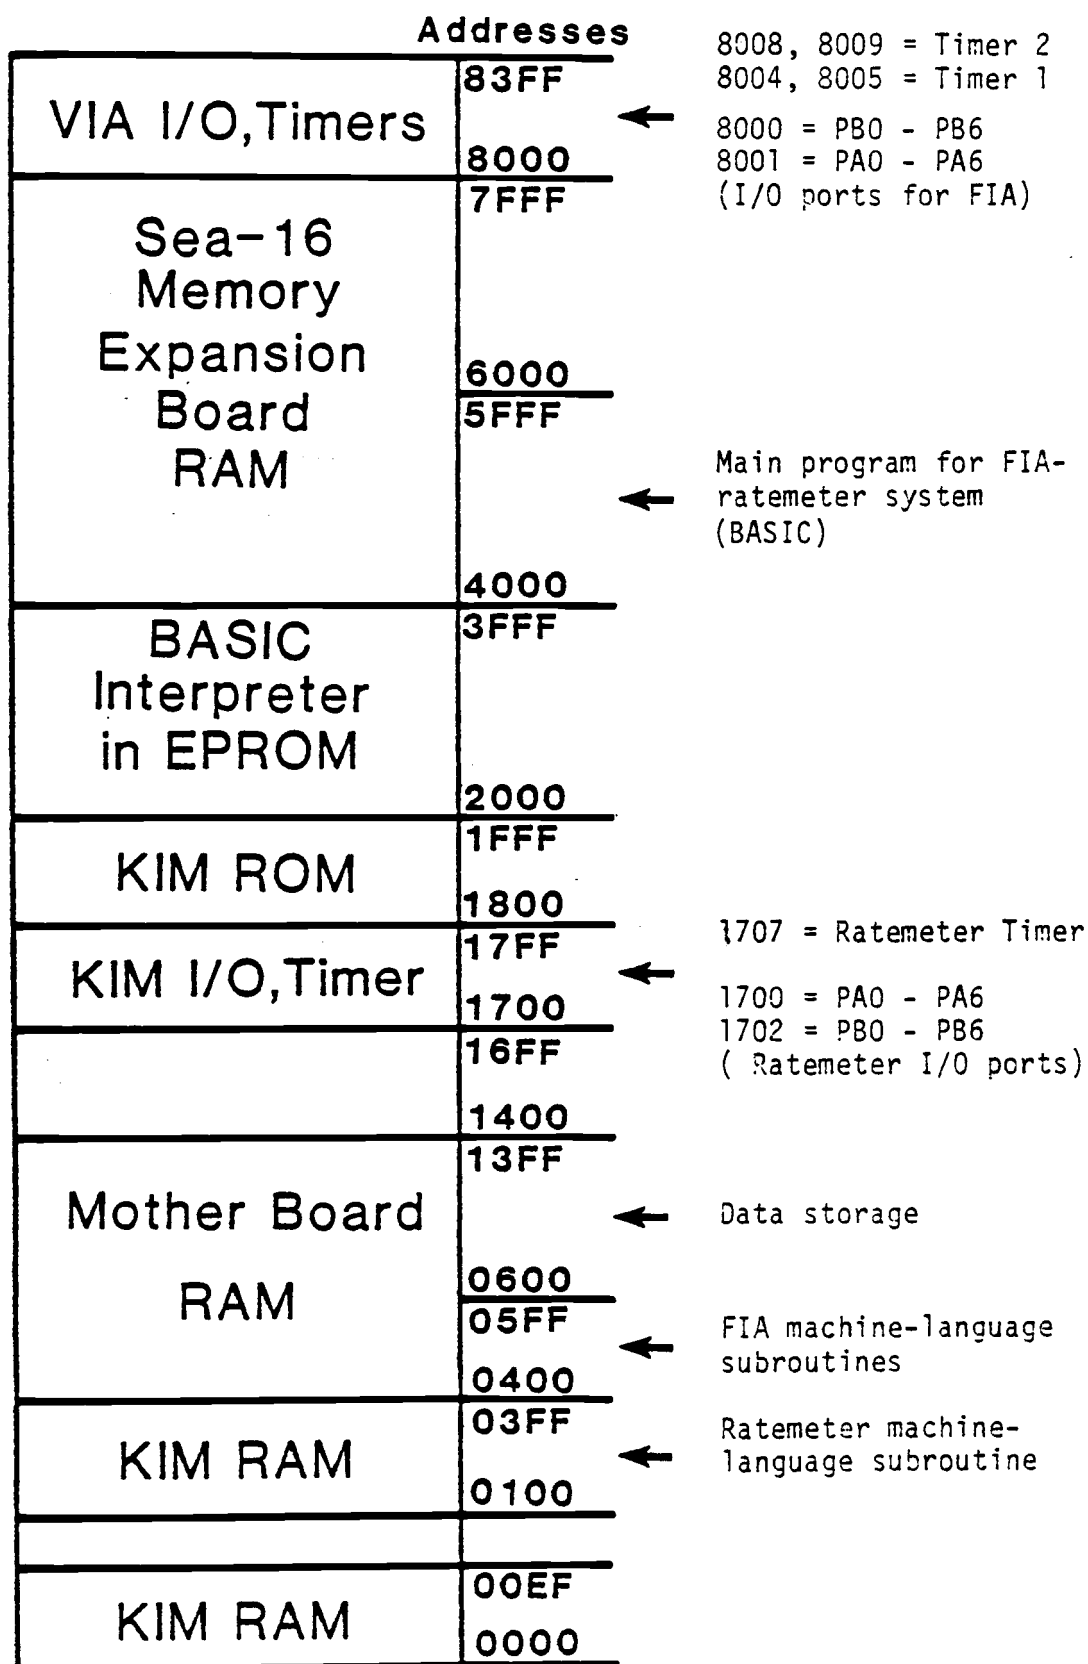 Addresses
83FF
VIA I/O,Timers
8000
8008, 8009 = Timer 2
8004, 8005 = Timer 1
8000 = PB0 - PB6
8001 = PA0 - PA6
(I/O ports for FIA)
7FFF
Sea-16
Memory
Expansion
Board
RAM
6000
5FFF
4000
Main program for FIA-
ratemeter system
(BASIC)
3FFF
BASIC
Interpreter
in EPROM
2000
1FFF
KIM ROM
1800
17FF
KIM I/O,Timer
1700
1707 = Ratemeter Timer
1700 = PA0 - PA6
1702 = PB0 - PB6
( Ratemeter I/O ports)
16FF
1400
13FF
Mother Board
RAM
0600
Data storage
05FF
0400
FIA machine-language
subroutines
03FF
KIM RAM
0100
Ratemeter machine-
language subroutine
00EF
KIM RAM
0000